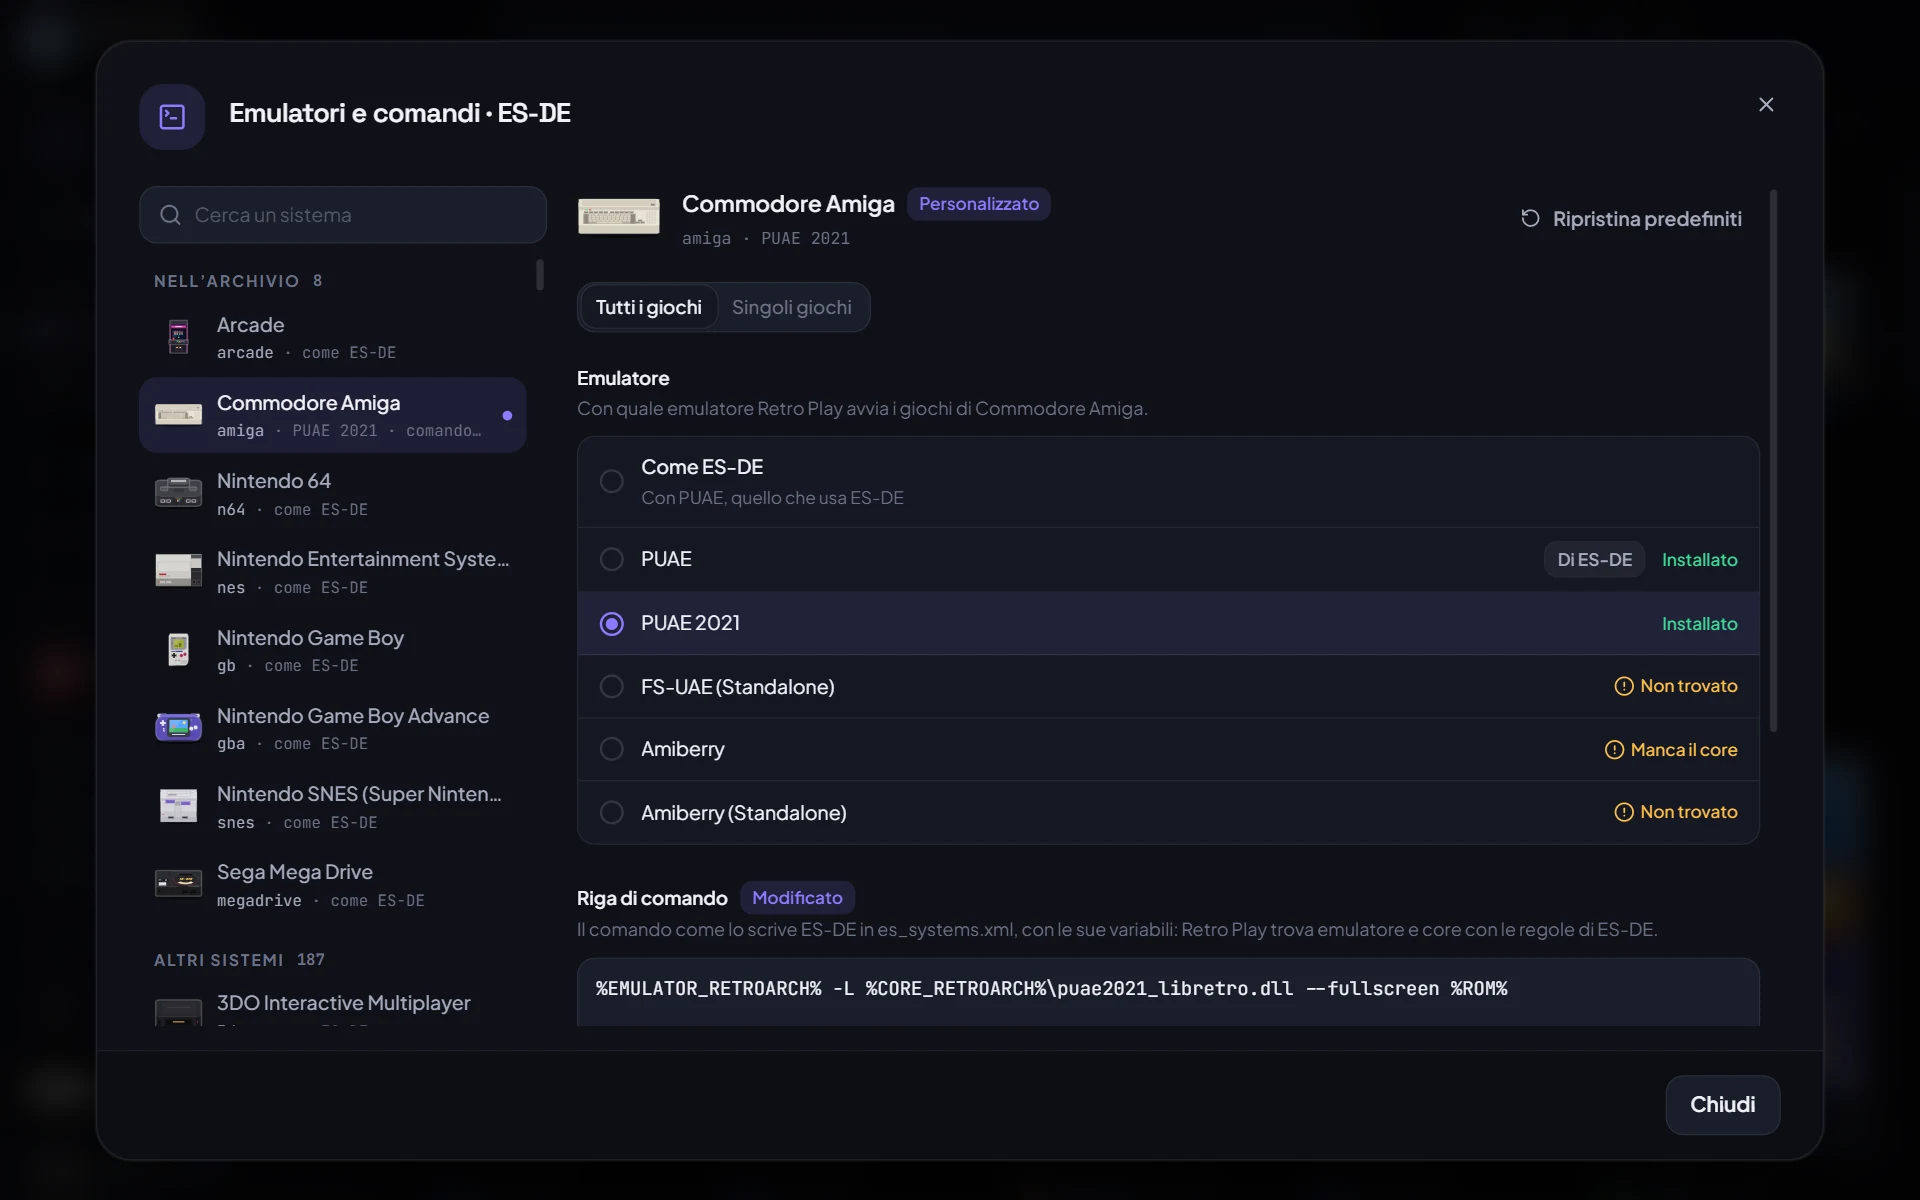 Emulatori e comandi · ES-DE
Cerca un sistema
NELL'ARCHIVIO 8
Arcade
arcade · come ES-DE
Commodore Amiga
amiga · PUAE 2021 · comando…
Nintendo 64
n64 · come ES-DE
Nintendo Entertainment Syste…
nes · come ES-DE
Nintendo Game Boy
gb · come ES-DE
Nintendo Game Boy Advance
gba · come ES-DE
Nintendo SNES (Super Ninten…
snes · come ES-DE
Sega Mega Drive
megadrive · come ES-DE
ALTRI SISTEMI 187
3DO Interactive Multiplayer
Commodore Amiga Personalizzato
amiga · PUAE 2021
Ripristina predefiniti
Tutti i giochi Singoli giochi
Emulatore
Con quale emulatore Retro Play avvia i giochi di Commodore Amiga.
Come ES-DE
Con PUAE, quello che usa ES-DE
PUAE Di ES-DE Installato
PUAE 2021 Installato
FS-UAE (Standalone) Non trovato
Amiberry Manca il core
Amiberry (Standalone) Non trovato
Riga di comando Modificato
Il comando come lo scrive ES-DE in es_systems.xml, con le sue variabili: Retro Play trova emulatore e core con le regole di ES-DE.
%EMULATOR_RETROARCH% -L %CORE_RETROARCH%\puae2021_libretro.dll --fullscreen %ROM%
Chiudi